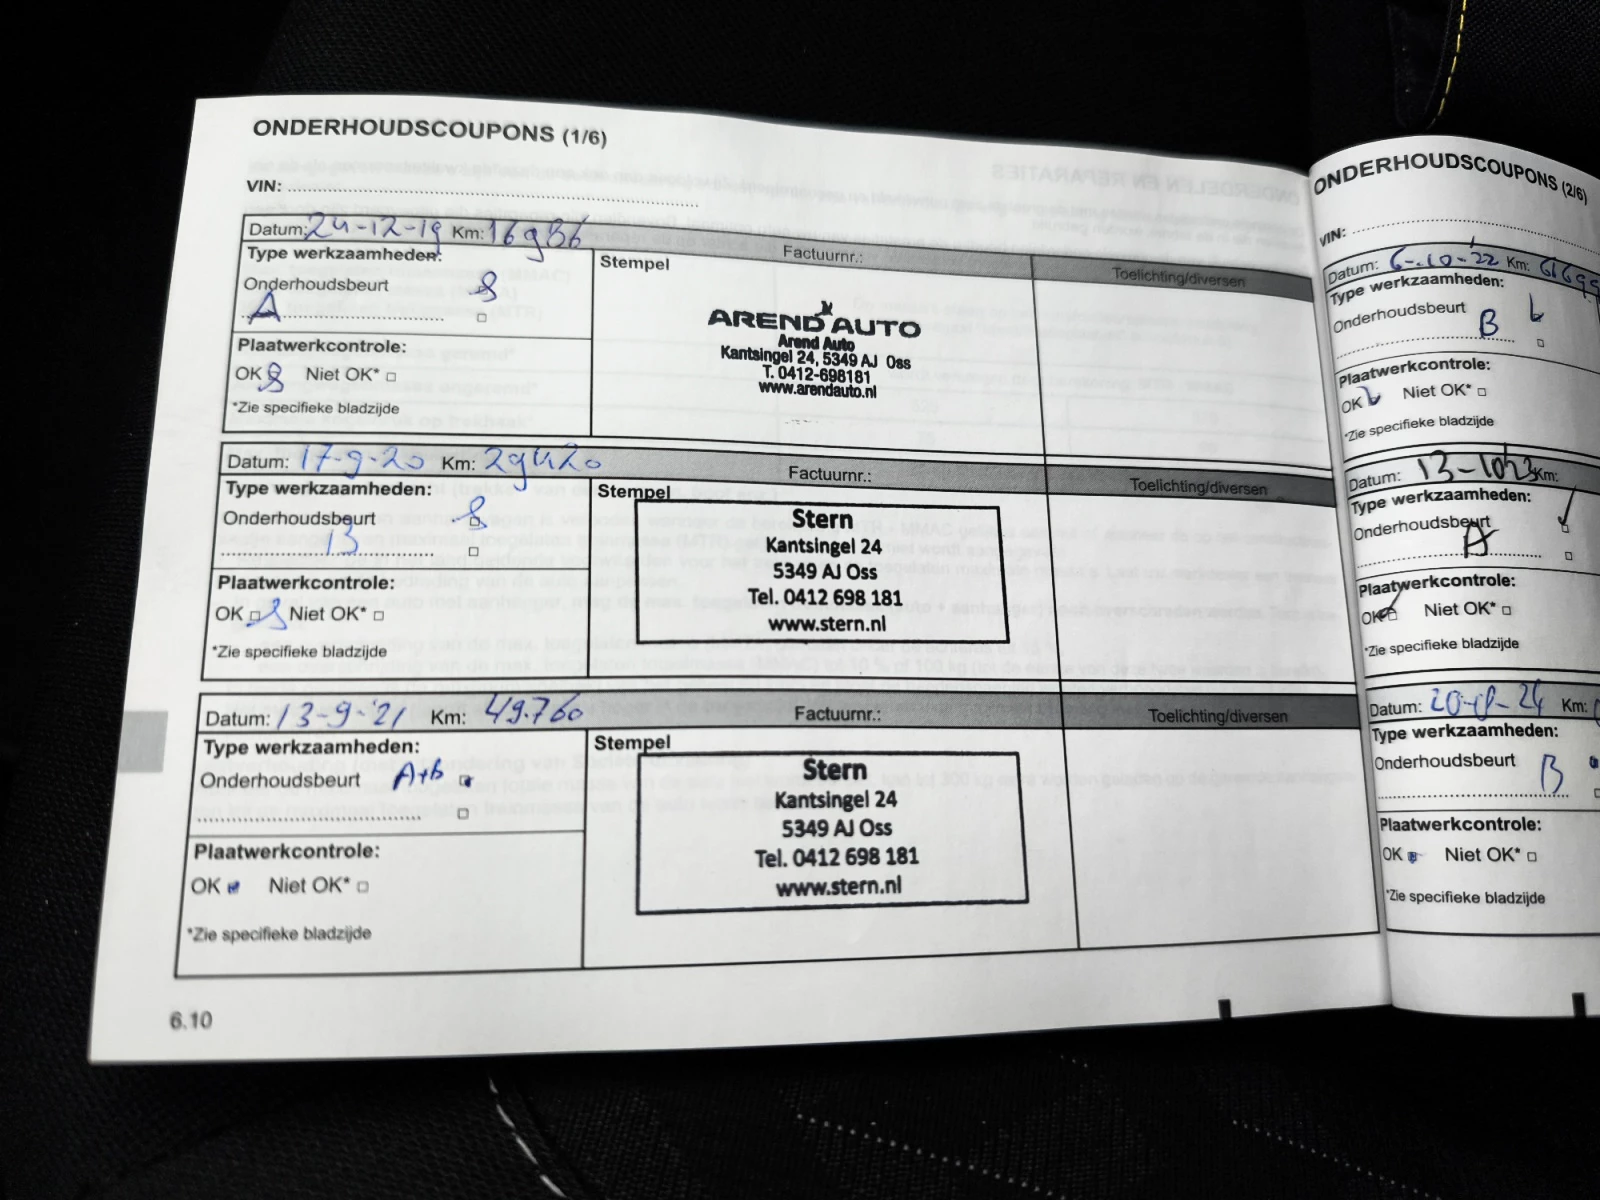 ONDERHOUDSCOUPONS (1/6)
VIN:
Datum: 24-12-19 Km: 16986
Factuurnr.:
Toelichting/diversen
Type werkzaamheden:
Onderhoudsbeurt
A
Plaatwerkcontrole:
OK Niet OK*
*Zie specifieke bladzijde
Stempel
AREND AUTO
Arend Auto
Kantsingel 24, 5349 AJ Oss
T. 0412-698181
www.arendauto.nl
Datum: 17-9-20 Km: 29420
Factuurnr.:
Toelichting/diversen
Type werkzaamheden:
Onderhoudsbeurt
B
Plaatwerkcontrole:
OK Niet OK*
*Zie specifieke bladzijde
Stempel
Stern
Kantsingel 24
5349 AJ Oss
Tel. 0412 698 181
www.stern.nl
Datum: 13-9-'21 Km: 49.760
Factuurnr.:
Toelichting/diversen
Type werkzaamheden:
Onderhoudsbeurt A+B
Plaatwerkcontrole:
OK Niet OK*
*Zie specifieke bladzijde
Stempel
Stern
Kantsingel 24
5349 AJ Oss
Tel. 0412 698 181
www.stern.nl
6.10
ONDERHOUDSCOUPONS (2/6)
VIN:
Datum: 6-10-22 Km:
Type werkzaamheden:
Onderhoudsbeurt
B
Plaatwerkcontrole:
OK Niet OK*
*Zie specifieke bladzijde
Datum: 13-10-23 Km:
Type werkzaamheden:
Onderhoudsbeurt
A
Plaatwerkcontrole:
OK Niet OK*
*Zie specifieke bladzijde
Datum: Km:
Type werkzaamheden:
Onderhoudsbeurt
B
Plaatwerkcontrole:
OK Niet OK*
*Zie specifieke bladzijde